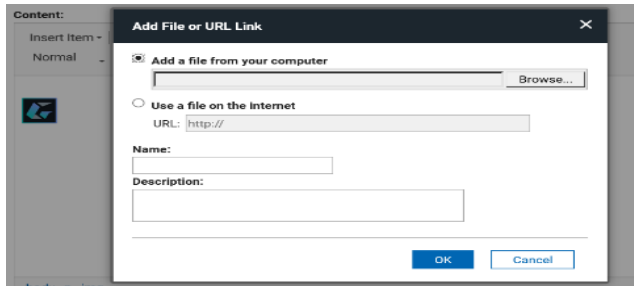 Content:
Add File or URL Link
Insert Item
Normal
Add a file from your computer
Browse...
Use a file on the internet
URL: http://
Name:
Description:
OK Cancel